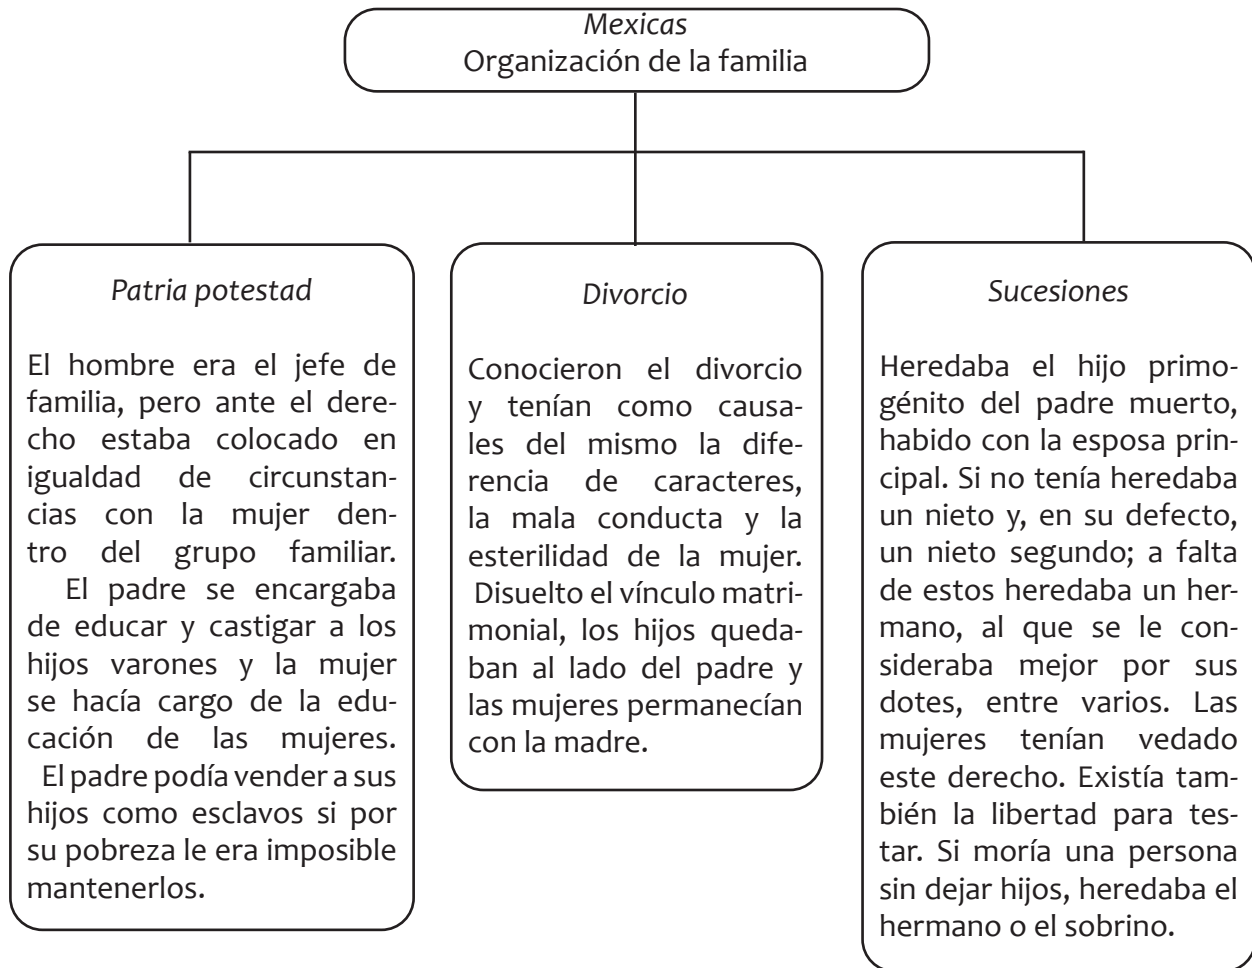 Mexicas
Organización de la familia
Patria potestad
El hombre era el jefe de
familia, pero ante el dere-
cho estaba colocado en
igualdad de circunstan-
cias con la mujer den-
tro del grupo familiar.
El padre se encargaba
de educar y castigar a los
hijos varones y la mujer
se hacía cargo de la edu-
cación de las mujeres.
El padre podía vender a sus
hijos como esclavos si por
su pobreza le era imposible
mantenerlos.
Divorcio
Conocieron el divorcio
y tenían como causa-
les del mismo la dife-
rencia de caracteres,
la mala conducta y la
esterilidad de la mujer.
Disuelto el vínculo matri-
monial, los hijos queda-
ban al lado del padre y
las mujeres permanecían
con la madre.
Sucesiones
Heredaba el hijo primo-
génito del padre muerto,
habido con la esposa prin-
cipal. Si no tenía heredaba
un nieto y, en su defecto,
un nieto segundo; a falta
de estos heredaba un her-
mano, al que se le con-
sideraba mejor por sus
dotes, entre varios. Las
mujeres tenían vedado
este derecho. Existía tam-
bién la libertad para tes-
tar. Si moría una persona
sin dejar hijos, heredaba el
hermano o el sobrino.